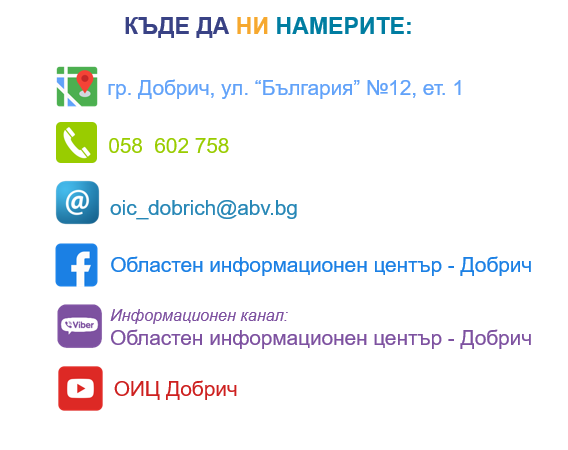 КЪДЕ ДА НИ НАМЕРИТЕ:
гр. Добрич, ул. “България” №12, ет. 1
058 602 758
@
oic_dobrich@abv.bg
Областен информационен център - Добрич
Viber
Информационен канал:
Областен информационен център - Добрич
ОИЦ Добрич